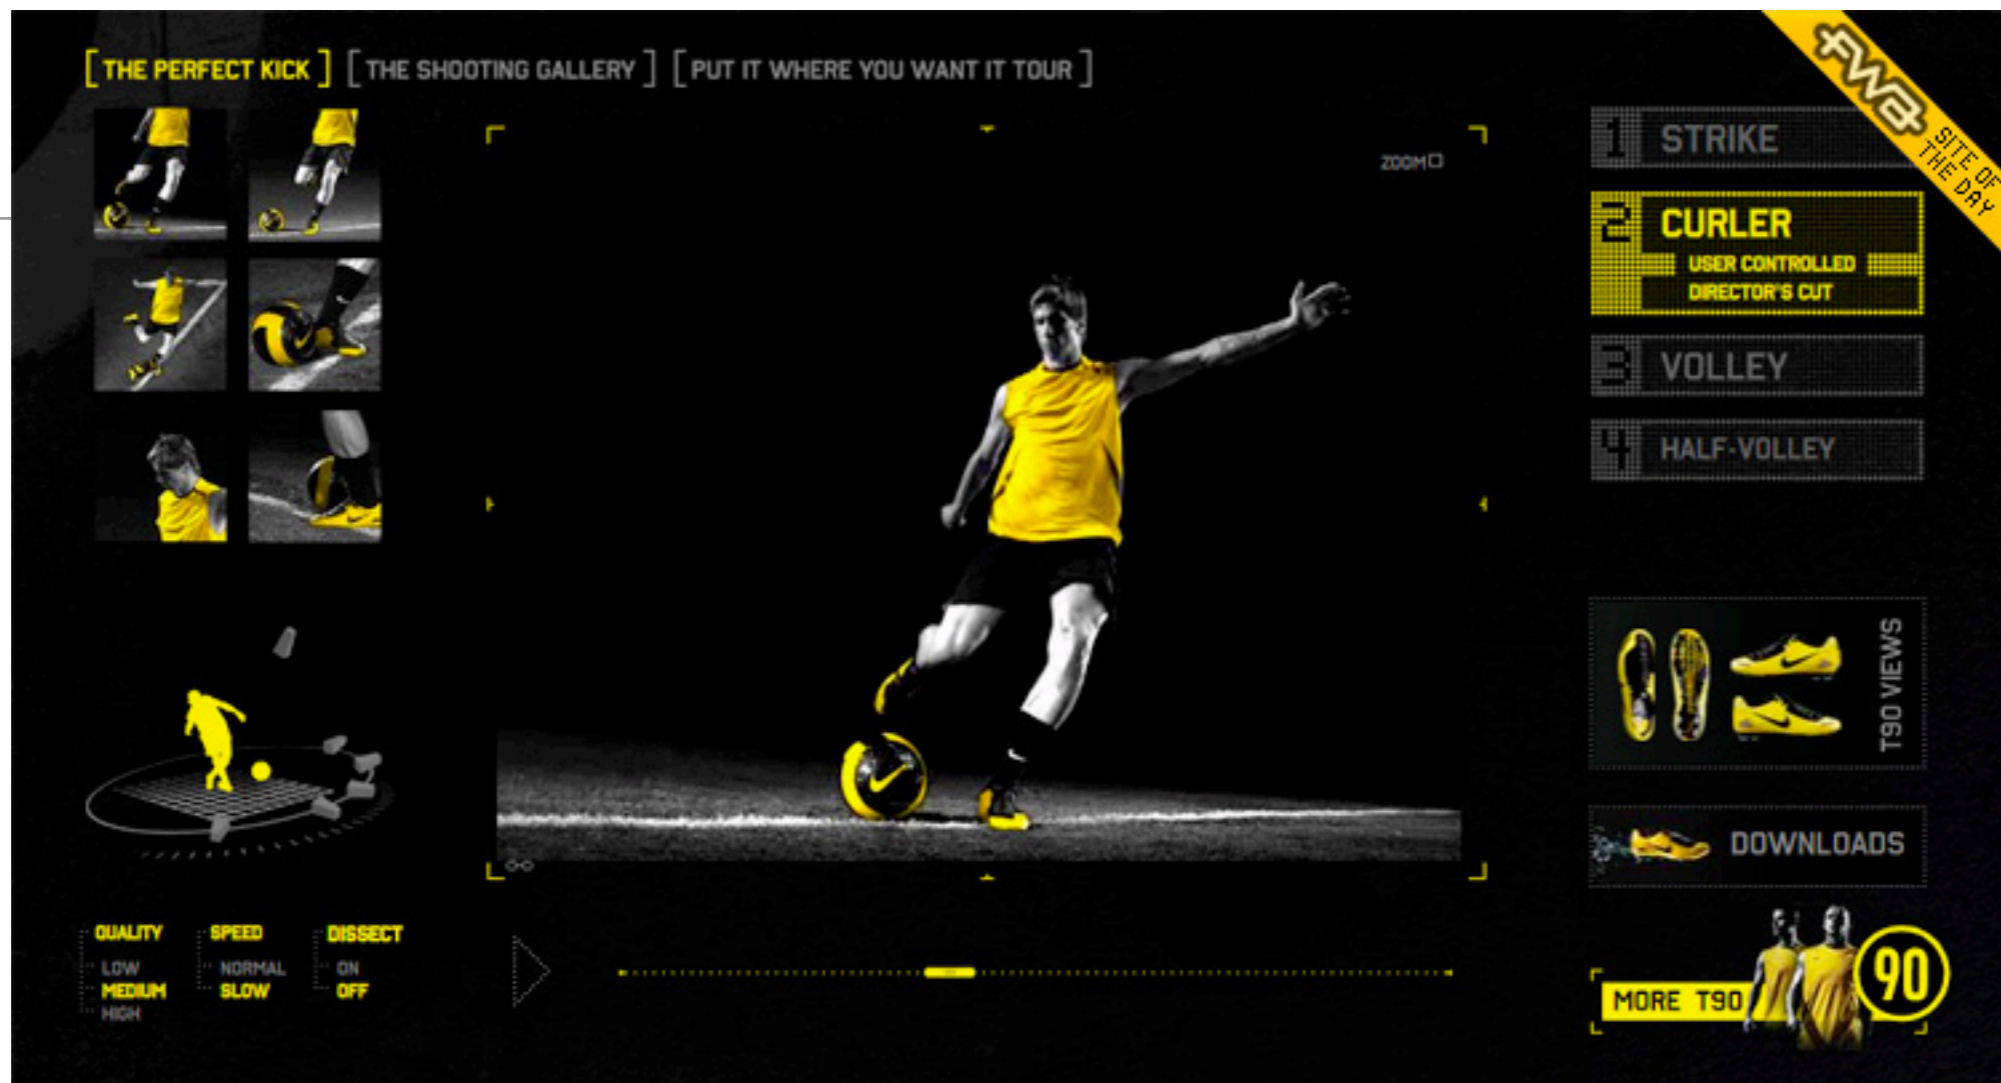 [THE PERFECT KICK] [THE SHOOTING GALLERY] [PUT IT WHERE YOU WANT IT TOUR]
fwa
SITE OF
THE DAY
ZOOM
1 STRIKE
2 CURLER
USER CONTROLLED
DIRECTOR'S CUT
3 VOLLEY
4 HALF-VOLLEY
T90 VIEWS
DOWNLOADS
QUALITY
LOW
MEDIUM
HIGH
SPEED
NORMAL
SLOW
DISSECT
ON
OFF
MORE T90
90